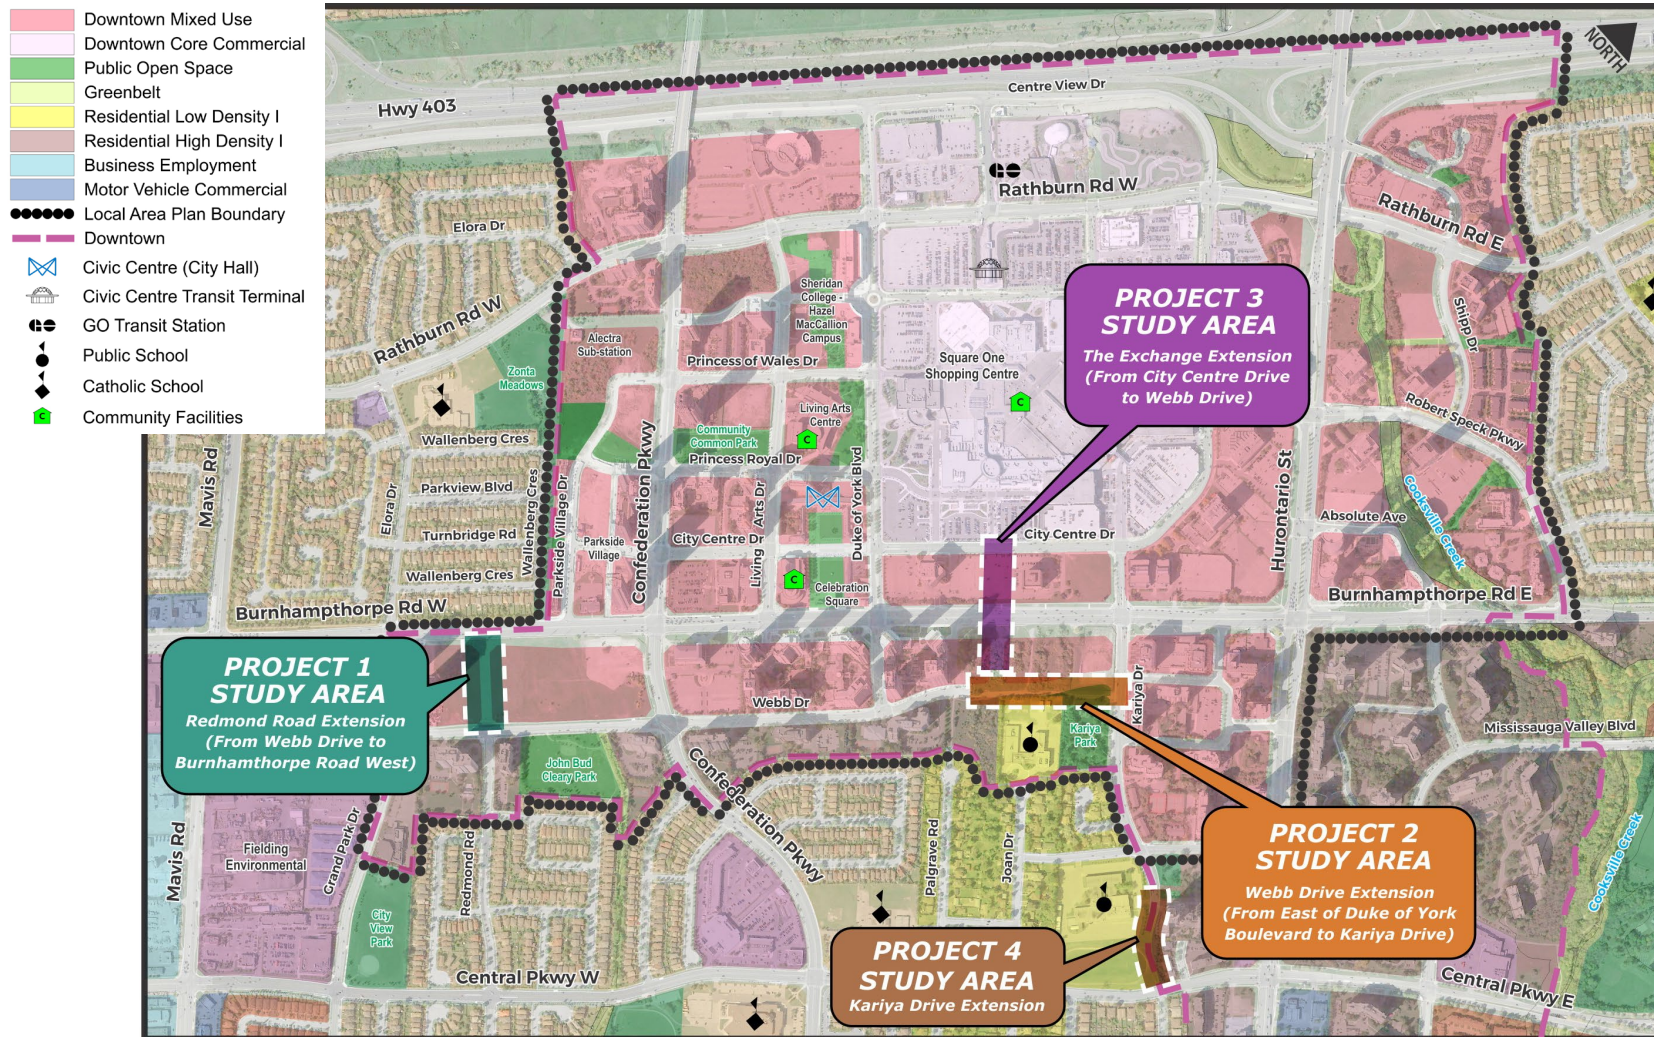 Downtown Mixed Use
Downtown Core Commercial
Public Open Space
Greenbelt
Residential Low Density I
Residential High Density I
Business Employment
Motor Vehicle Commercial
Local Area Plan Boundary
Downtown
Civic Centre (City Hall)
Civic Centre Transit Terminal
GO Transit Station
Public School
Catholic School
C
Community Facilities
NORTH
Hwy 403
Centre View Dr
Rathburn Rd W
Rathburn Rd E
Elora Dr
Rathburn Rd W
Sheridan
College -
Hazel
MacCallion
Campus
Alectra
Sub-station
Princess of Wales Dr
Zonta
Meadows
Square One
Shopping Centre
C
Shipp Dr
PROJECT 3
STUDY AREA
The Exchange Extension
(From City Centre Drive
to Webb Drive)
Living Arts
Centre
C
Community
Common Park
Princess Royal Dr
Robert Speck Pkwy
Wallenberg Cres
Mavis Rd
Elora Dr
Parkview Blvd
Turnbridge Rd
Wallenberg Cres
Wallenberg Cres
Parkside Village Dr
Parkside
Village
Confederation Pkwy
City Centre Dr
Living Arts Dr
Duke of York Blvd
City Centre Dr
C
Celebration
Square
Hurontario St
Absolute Ave
Cooksville Creek
Burnhampthorpe Rd W
Burnhampthorpe Rd E
PROJECT 1
STUDY AREA
Redmond Road Extension
(From Webb Drive to
Burnhamthorpe Road West)
Webb Dr
Kariya Dr
Kariya
Park
Mississauga Valley Blvd
John Bud
Cleary Park
Confederation Pkwy
Mavis Rd
Fielding
Environmental
Grand Park Dr
City
View
Park
Redmond Rd
Palgrave Rd
Joan Dr
PROJECT 2
STUDY AREA
Webb Drive Extension
(From East of Duke of York
Boulevard to Kariya Drive)
Cooksville Creek
PROJECT 4
STUDY AREA
Kariya Drive Extension
Central Pkwy W
Central Pkwy E